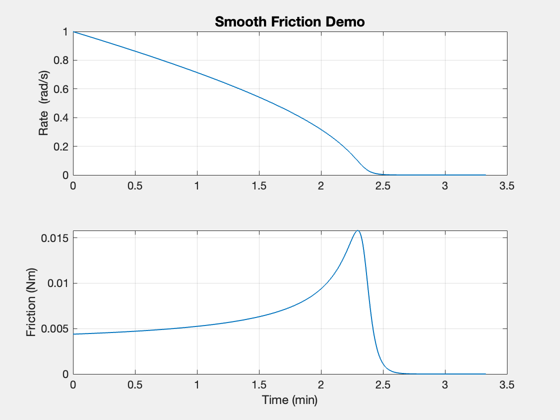 Smooth Friction Demo
Rate (rad/s)
1
0.8
0.6
0.4
0.2
0
0 0.5 1 1.5 2 2.5 3 3.5
Friction (Nm)
0.015
0.01
0.005
0
0 0.5 1 1.5 2 2.5 3 3.5
Time (min)